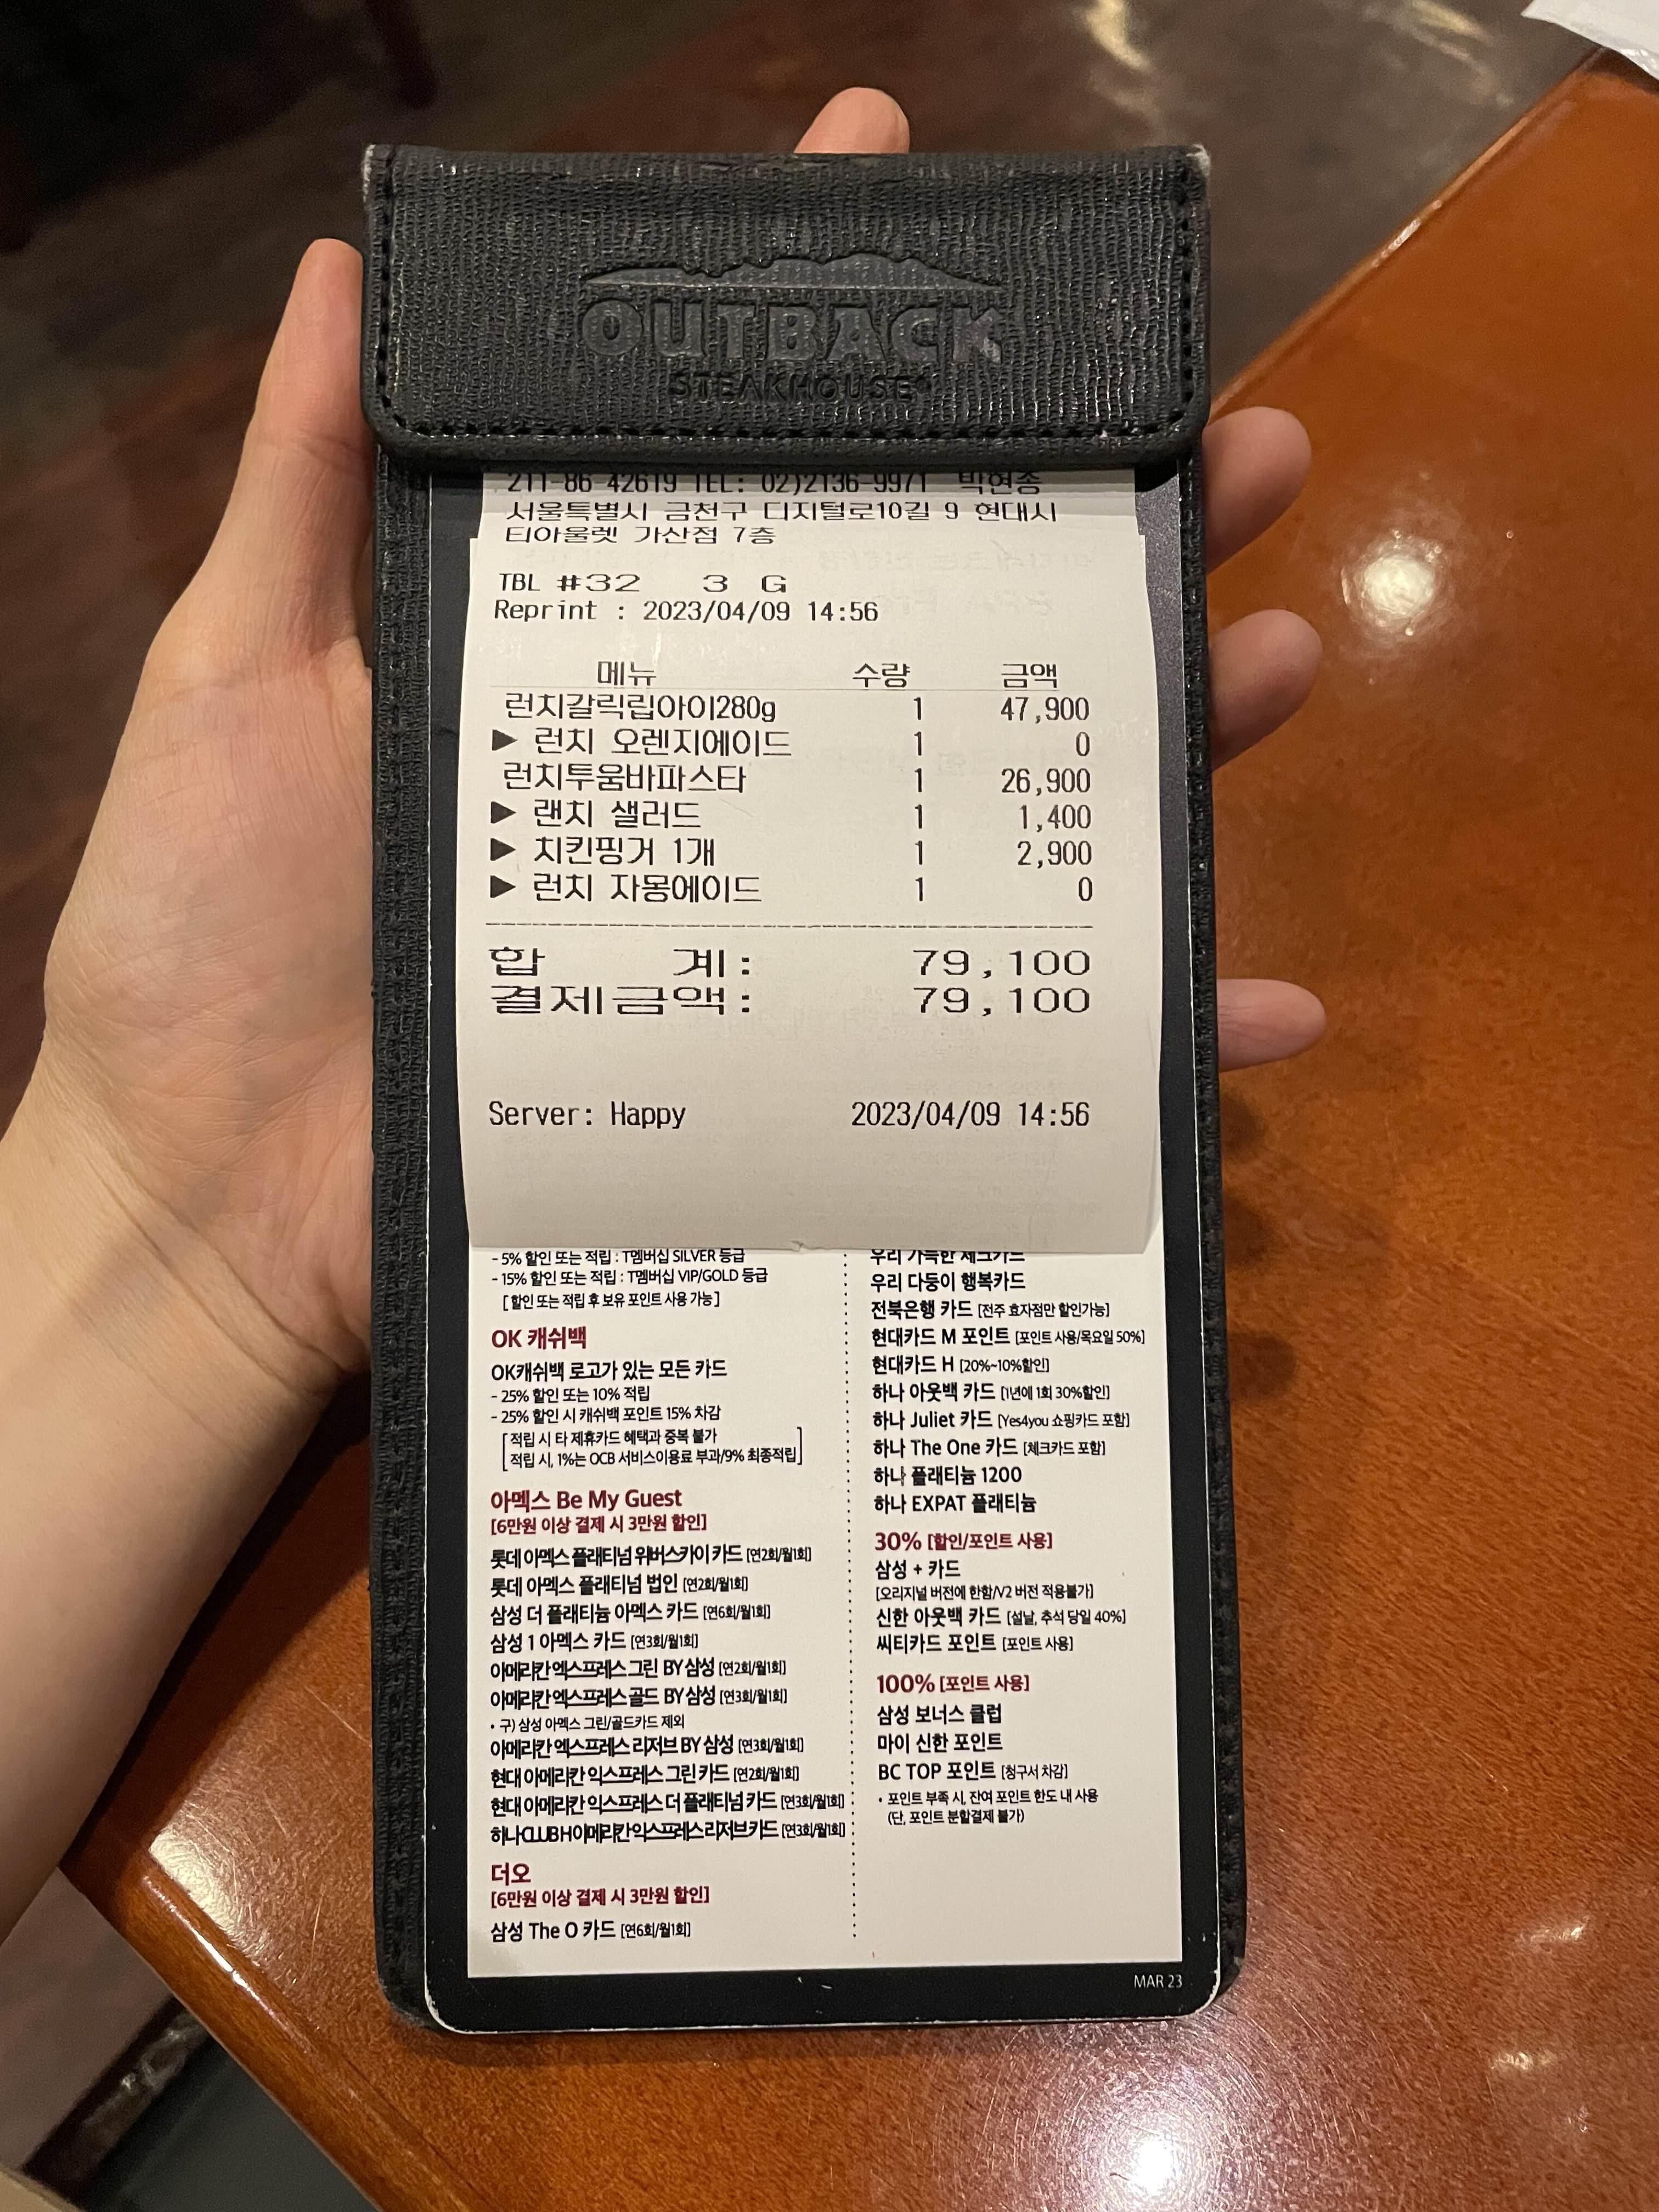 OUTBACK
STEAKHOUSE
211-86-42619 TEL: 02)2136-9971 박현종
서울특별시 금천구 디지털로10길 9 현대시
티아울렛 가산점 7층
TBL #32 3 G
Reprint : 2023/04/09 14:56
메뉴 수량 금액
런치갈릭립아이280g 1 47,900
▶ 런치 오렌지에이드 1 0
런치투움바파스타 1 26,900
▶ 랜치 샐러드 1 1,400
▶ 치킨핑거 1개 1 2,900
▶ 런치 자몽에이드 1 0
합 계: 79,100
결제금액: 79,100
Server: Happy 2023/04/09 14:56
- 5% 할인 또는 적립 : T멤버십 SILVER 등급
- 15% 할인 또는 적립 : T멤버십 VIP/GOLD 등급
[할인 또는 적립 후 보유 포인트 사용 가능]
OK 캐쉬백
OK캐쉬백 로고가 있는 모든 카드
- 25% 할인 또는 10% 적립
- 25% 할인 시 캐쉬백 포인트 15% 차감
[적립 시 타 제휴카드 혜택과 중복 불가
적립 시, 1%는 OCB 서비스이용료 부과/9% 최종적립]
아멕스 Be My Guest
[6만원 이상 결제 시 3만원 할인]
롯데 아멕스 플래티넘 위버스카이 카드 [연2회/월1회]
롯데 아멕스 플래티넘 법인 [연2회/월1회]
삼성 더 플래티늄 아멕스 카드 [연6회/월1회]
삼성 1 아멕스 카드 [연3회/월1회]
아메리칸 엑스프레스 그린 BY 삼성 [연2회/월1회]
아메리칸 엑스프레스 골드 BY 삼성 [연3회/월1회]
• 구) 삼성 아멕스 그린/골드카드 제외
아메리칸 엑스프레스 리저브 BY 삼성 [연3회/월1회]
현대 아메리칸 익스프레스 그린 카드 [연2회/월1회]
현대 아메리칸 익스프레스 더 플래티넘 카드 [연3회/월1회]
하나 CLUB H 아메리칸 익스프레스 리저브 카드 [연3회/월1회]
더오
[6만원 이상 결제 시 3만원 할인]
삼성 The O 카드 [연6회/월1회]
우리 가득한 체크카드
우리 다둥이 행복카드
전북은행 카드 [전주 효자점만 할인가능]
현대카드 M 포인트 [포인트 사용/목요일 50%]
현대카드 H [20%~10%할인]
하나 아웃백 카드 [1년에 1회 30%할인]
하나 Juliet 카드 [Yes4you 쇼핑카드 포함]
하나 The One 카드 [체크카드 포함]
하나 플래티늄 1200
하나 EXPAT 플래티늄
30% [할인/포인트 사용]
삼성 + 카드
[오리지널 버전에 한함/V2 버전 적용불가]
신한 아웃백 카드 [설날, 추석 당일 40%]
씨티카드 포인트 [포인트 사용]
100% [포인트 사용]
삼성 보너스 클럽
마이 신한 포인트
BC TOP 포인트 [청구서 차감]
• 포인트 부족 시, 잔여 포인트 한도 내 사용
(단, 포인트 분할결제 불가)
MAR 23